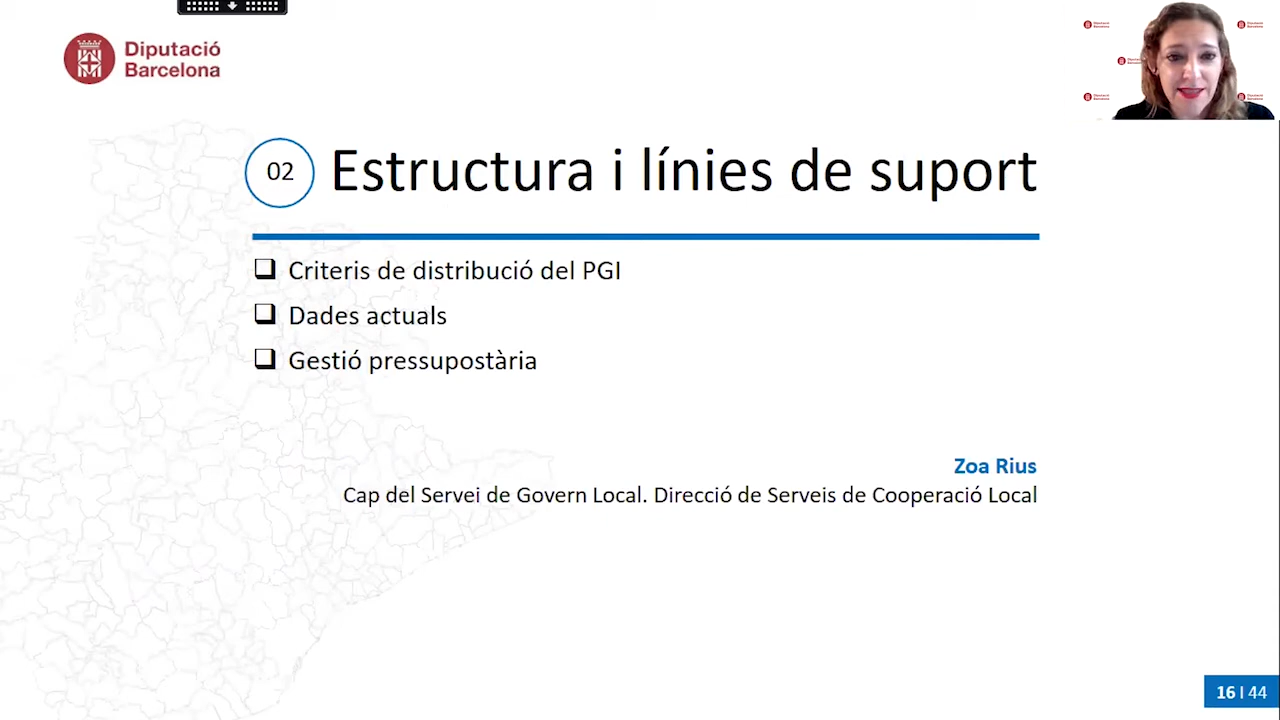 Diputació
Barcelona
02
Estructura i línies de suport
Criteris de distribució del PGI
Dades actuals
Gestió pressupostària
Zoa Rius
Cap del Servei de Govern Local. Direcció de Serveis de Cooperació Local
16 | 44